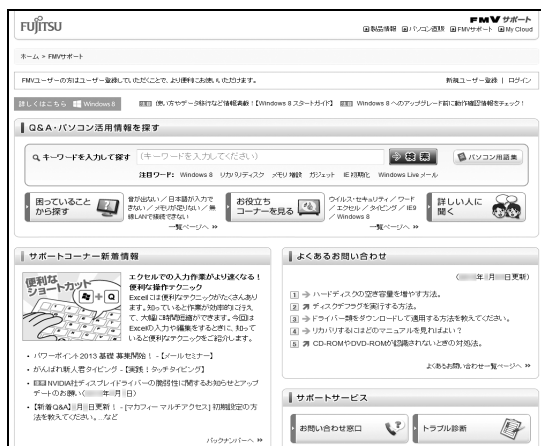 FUJITSU
FMV サポート
製品情報 パソコン直販 FMVサポート My Cloud
ホーム > FMVサポート
FMVユーザーの方はユーザー登録していただくことで、より便利にお使いいただけます。
新規ユーザー登録 | ログイン
詳しくはこちら Windows 8
使い方やデータ移行など情報満載！【Windows 8 スタートガイド】
Windows 8 へのアップグレード前に動作確認情報をチェック！
Q&A・パソコン活用情報を探す
キーワードを入力して探す
（キーワードを入力してください）
検索
パソコン用語集
注目ワード： Windows 8 リカバリディスク メモリ増設 ガジェット IE 初期化 Windows Live メール
困っていること
から探す
音が出ない／日本語が入力で
きない／メモリが足りない／無
線LANで接続できない
一覧ページへ
お役立ち
コーナーを見る
ウイルス・セキュリティ／ワード
／エクセル／タイピング／IE9
／Windows 8
一覧ページへ
詳しい人に
聞く
サポートコーナー新着情報
便利な
ショートカット
Q
エクセルでの入力作業がより速くなる！
便利な操作テクニック
Excelには便利なテクニックがたくさんあり
ます。知っていると作業が効率的に行え
て、大幅に時間短縮ができます。今回は
Excelの入力や編集をするときに、知って
いると便利なテクニックをご紹介します。
・パワーポイント2013 基礎 募集開始！ -【メールセミナー】
・がんばれ新人君タイピング -【実践！タッチタイピング】
・NVIDIA社ディスプレイドライバーの脆弱性に関するお知らせとアップ
デートのお願い（年月日）
・【新着Q&A】月日更新！ -【マカフィー マルチアクセス】初期設定の方
法を教えてください。...など
バックナンバーへ
よくあるお問い合わせ
（年月日更新）
1 ハードディスクの空き容量を増やす方法。
2 ディスクデフラグを実行する方法。
3 ドライバー類をダウンロードして適用する方法を教えてください。
4 リカバリするにはどのマニュアルを見ればよい？
5 CD-ROMやDVD-ROMが認識されないときの対処法。
よくあるお問い合わせ一覧ページへ
サポートサービス
お問い合わせ窓口
トラブル診断